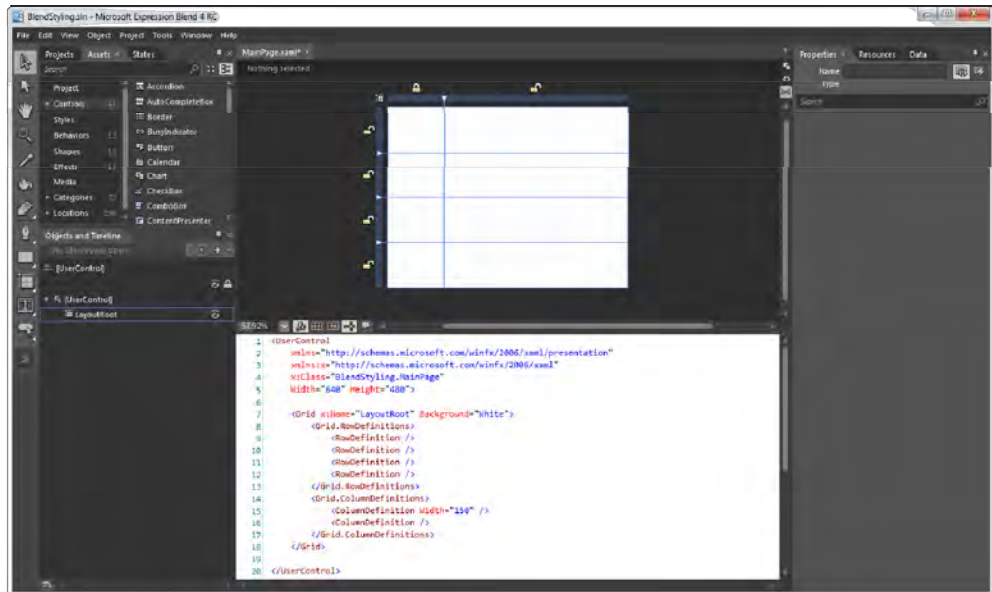 BlendStyling.sln - Microsoft Expression Blend 4 RC
File Edit View Object Project Tools Window Help
Projects Assets × States
MainPage.xaml* ×
Properties × Resources Data
Search
Nothing selected
Name
Type
Search
Project
Controls
Styles
Behaviors
Shapes
Effects
Media
Categories
Locations
Accordion
AutoCompleteBox
Border
BusyIndicator
Button
Calendar
Chart
CheckBox
ComboBox
ContentPresenter
Objects and Timeline
[UserControl]
[UserControl]
LayoutRoot
1 <UserControl
2 xmlns="http://schemas.microsoft.com/winfx/2006/xaml/presentation"
3 xmlns:x="http://schemas.microsoft.com/winfx/2006/xaml"
4 x:Class="BlendStyling.MainPage"
5 Width="640" Height="480">
6
7 <Grid x:Name="LayoutRoot" Background="White">
8 <Grid.RowDefinitions>
9 <RowDefinition />
10 <RowDefinition />
11 <RowDefinition />
12 <RowDefinition />
13 </Grid.RowDefinitions>
14 <Grid.ColumnDefinitions>
15 <ColumnDefinition Width="150" />
16 <ColumnDefinition />
17 </Grid.ColumnDefinitions>
18 </Grid>
19
20 </UserControl>